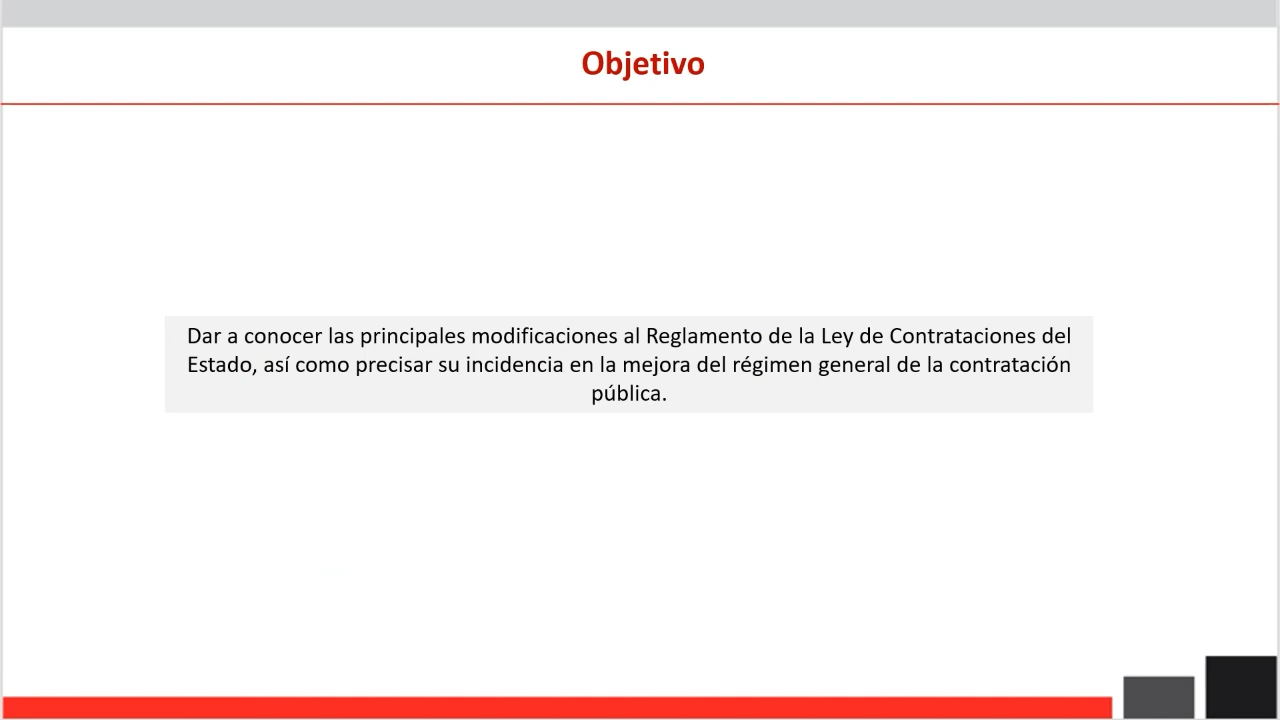 Objetivo
Dar a conocer las principales modificaciones al Reglamento de la Ley de Contrataciones del
Estado, así como precisar su incidencia en la mejora del régimen general de la contratación
pública.